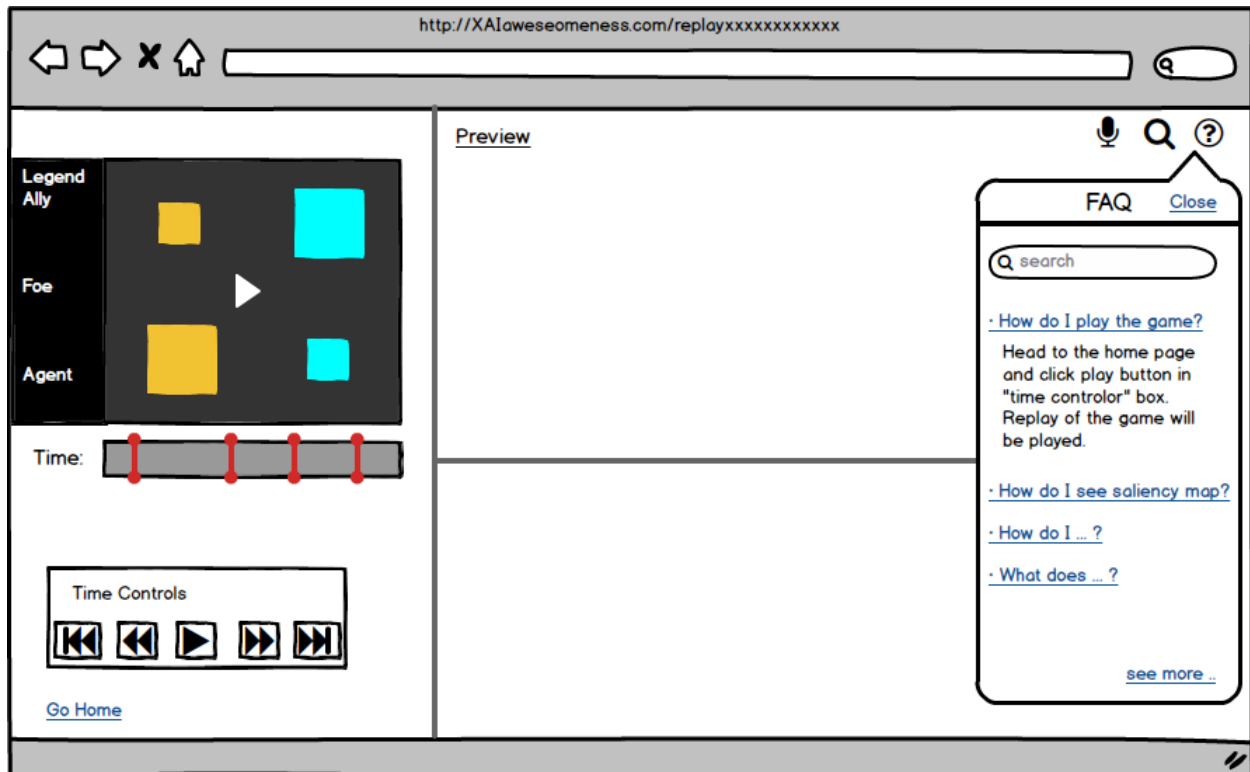 http://XAIaweseomeness.com/replayxxxxxxxxxxxxx
Legend
Ally
Foe
Agent
Time:
Time Controls
Go Home
Preview
FAQ
Close
search
· How do I play the game?
Head to the home page
and click play button in
"time controlor" box.
Replay of the game will
be played.
· How do I see saliency map?
· How do I ... ?
· What does ... ?
see more ..